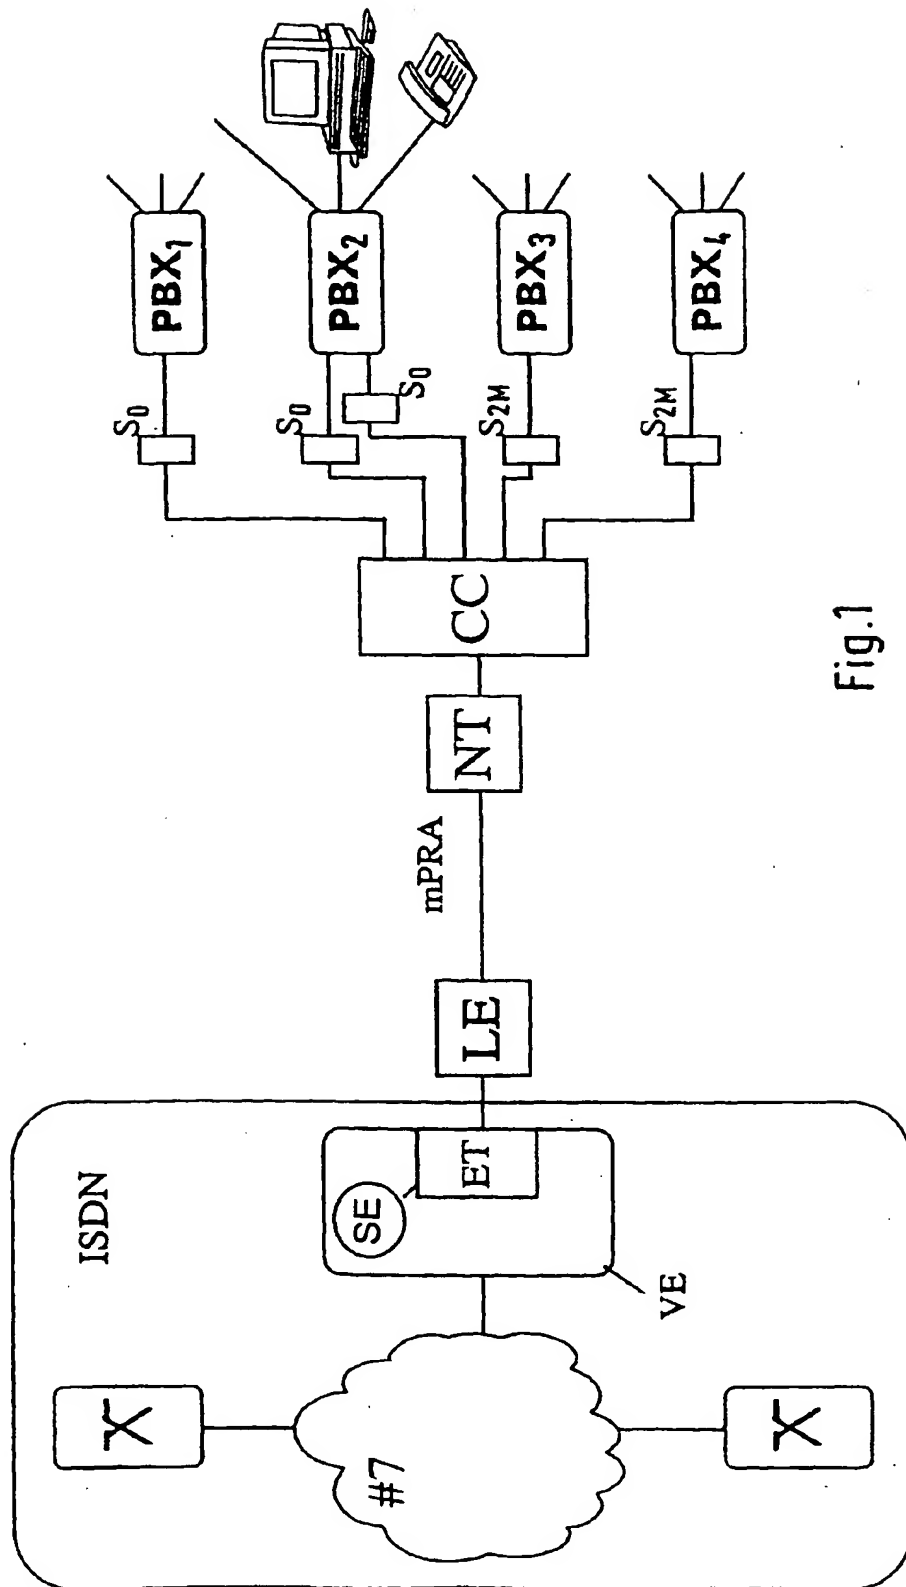 ISDN
#7
SE
ET
VE
LE
mPRA
NT
CC
S0
S0
S0
S2M
S2M
PBX1
PBX2
PBX3
PBX4
Fig.1